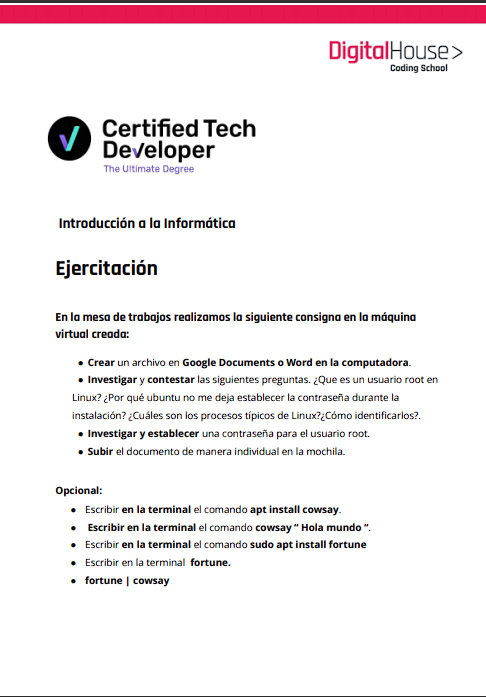 DigitalHouse>
Coding School
Certified Tech
Developer
The Ultimate Degree
Introducción a la Informática
Ejercitación
En la mesa de trabajos realizamos la siguiente consigna en la máquina
virtual creada:
● Crear un archivo en Google Documents o Word en la computadora.
● Investigar y contestar las siguientes preguntas. ¿Que es un usuario root en
Linux? ¿Por qué ubuntu no me deja establecer la contraseña durante la
instalación? ¿Cuáles son los procesos típicos de Linux?¿Cómo identificarlos?.
● Investigar y establecer una contraseña para el usuario root.
● Subir el documento de manera individual en la mochila.
Opcional:
● Escribir en la terminal el comando apt install cowsay.
● Escribir en la terminal el comando cowsay “ Hola mundo “.
● Escribir en la terminal el comando sudo apt install fortune
● Escribir en la terminal fortune.
● fortune | cowsay